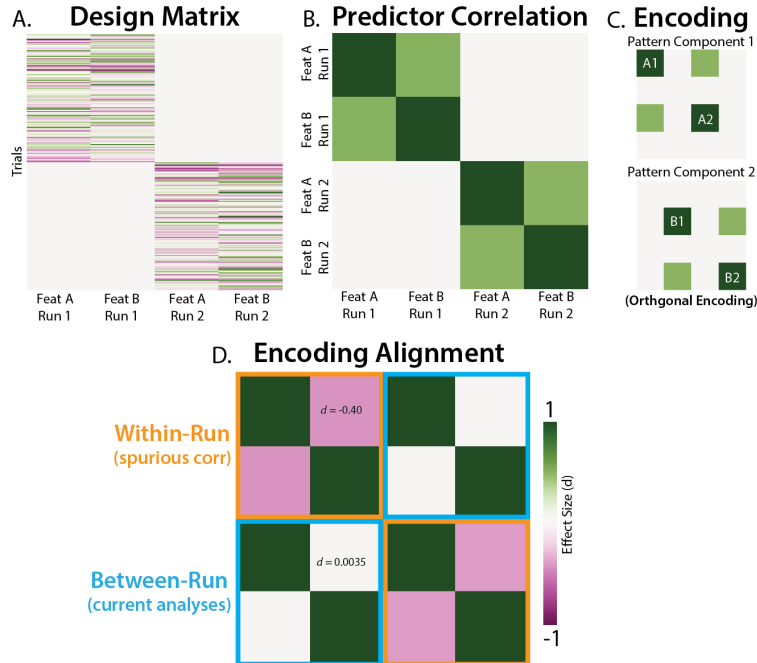 A. Design Matrix
Trials
Feat A
Run 1
Feat B
Run 1
Feat A
Run 2
Feat B
Run 2
B. Predictor Correlation
Feat A
Run 1
Feat B
Run 1
Feat A
Run 2
Feat B
Run 2
Feat A
Run 1
Feat B
Run 1
Feat A
Run 2
Feat B
Run 2
C. Encoding
Pattern Component 1
A1
A2
Pattern Component 2
B1
B2
(Orthgonal Encoding)
D. Encoding Alignment
Within-Run
(spurious corr)
d = -0.40
Between-Run
(current analyses)
d = 0.0035
1
Effect Size (d)
-1